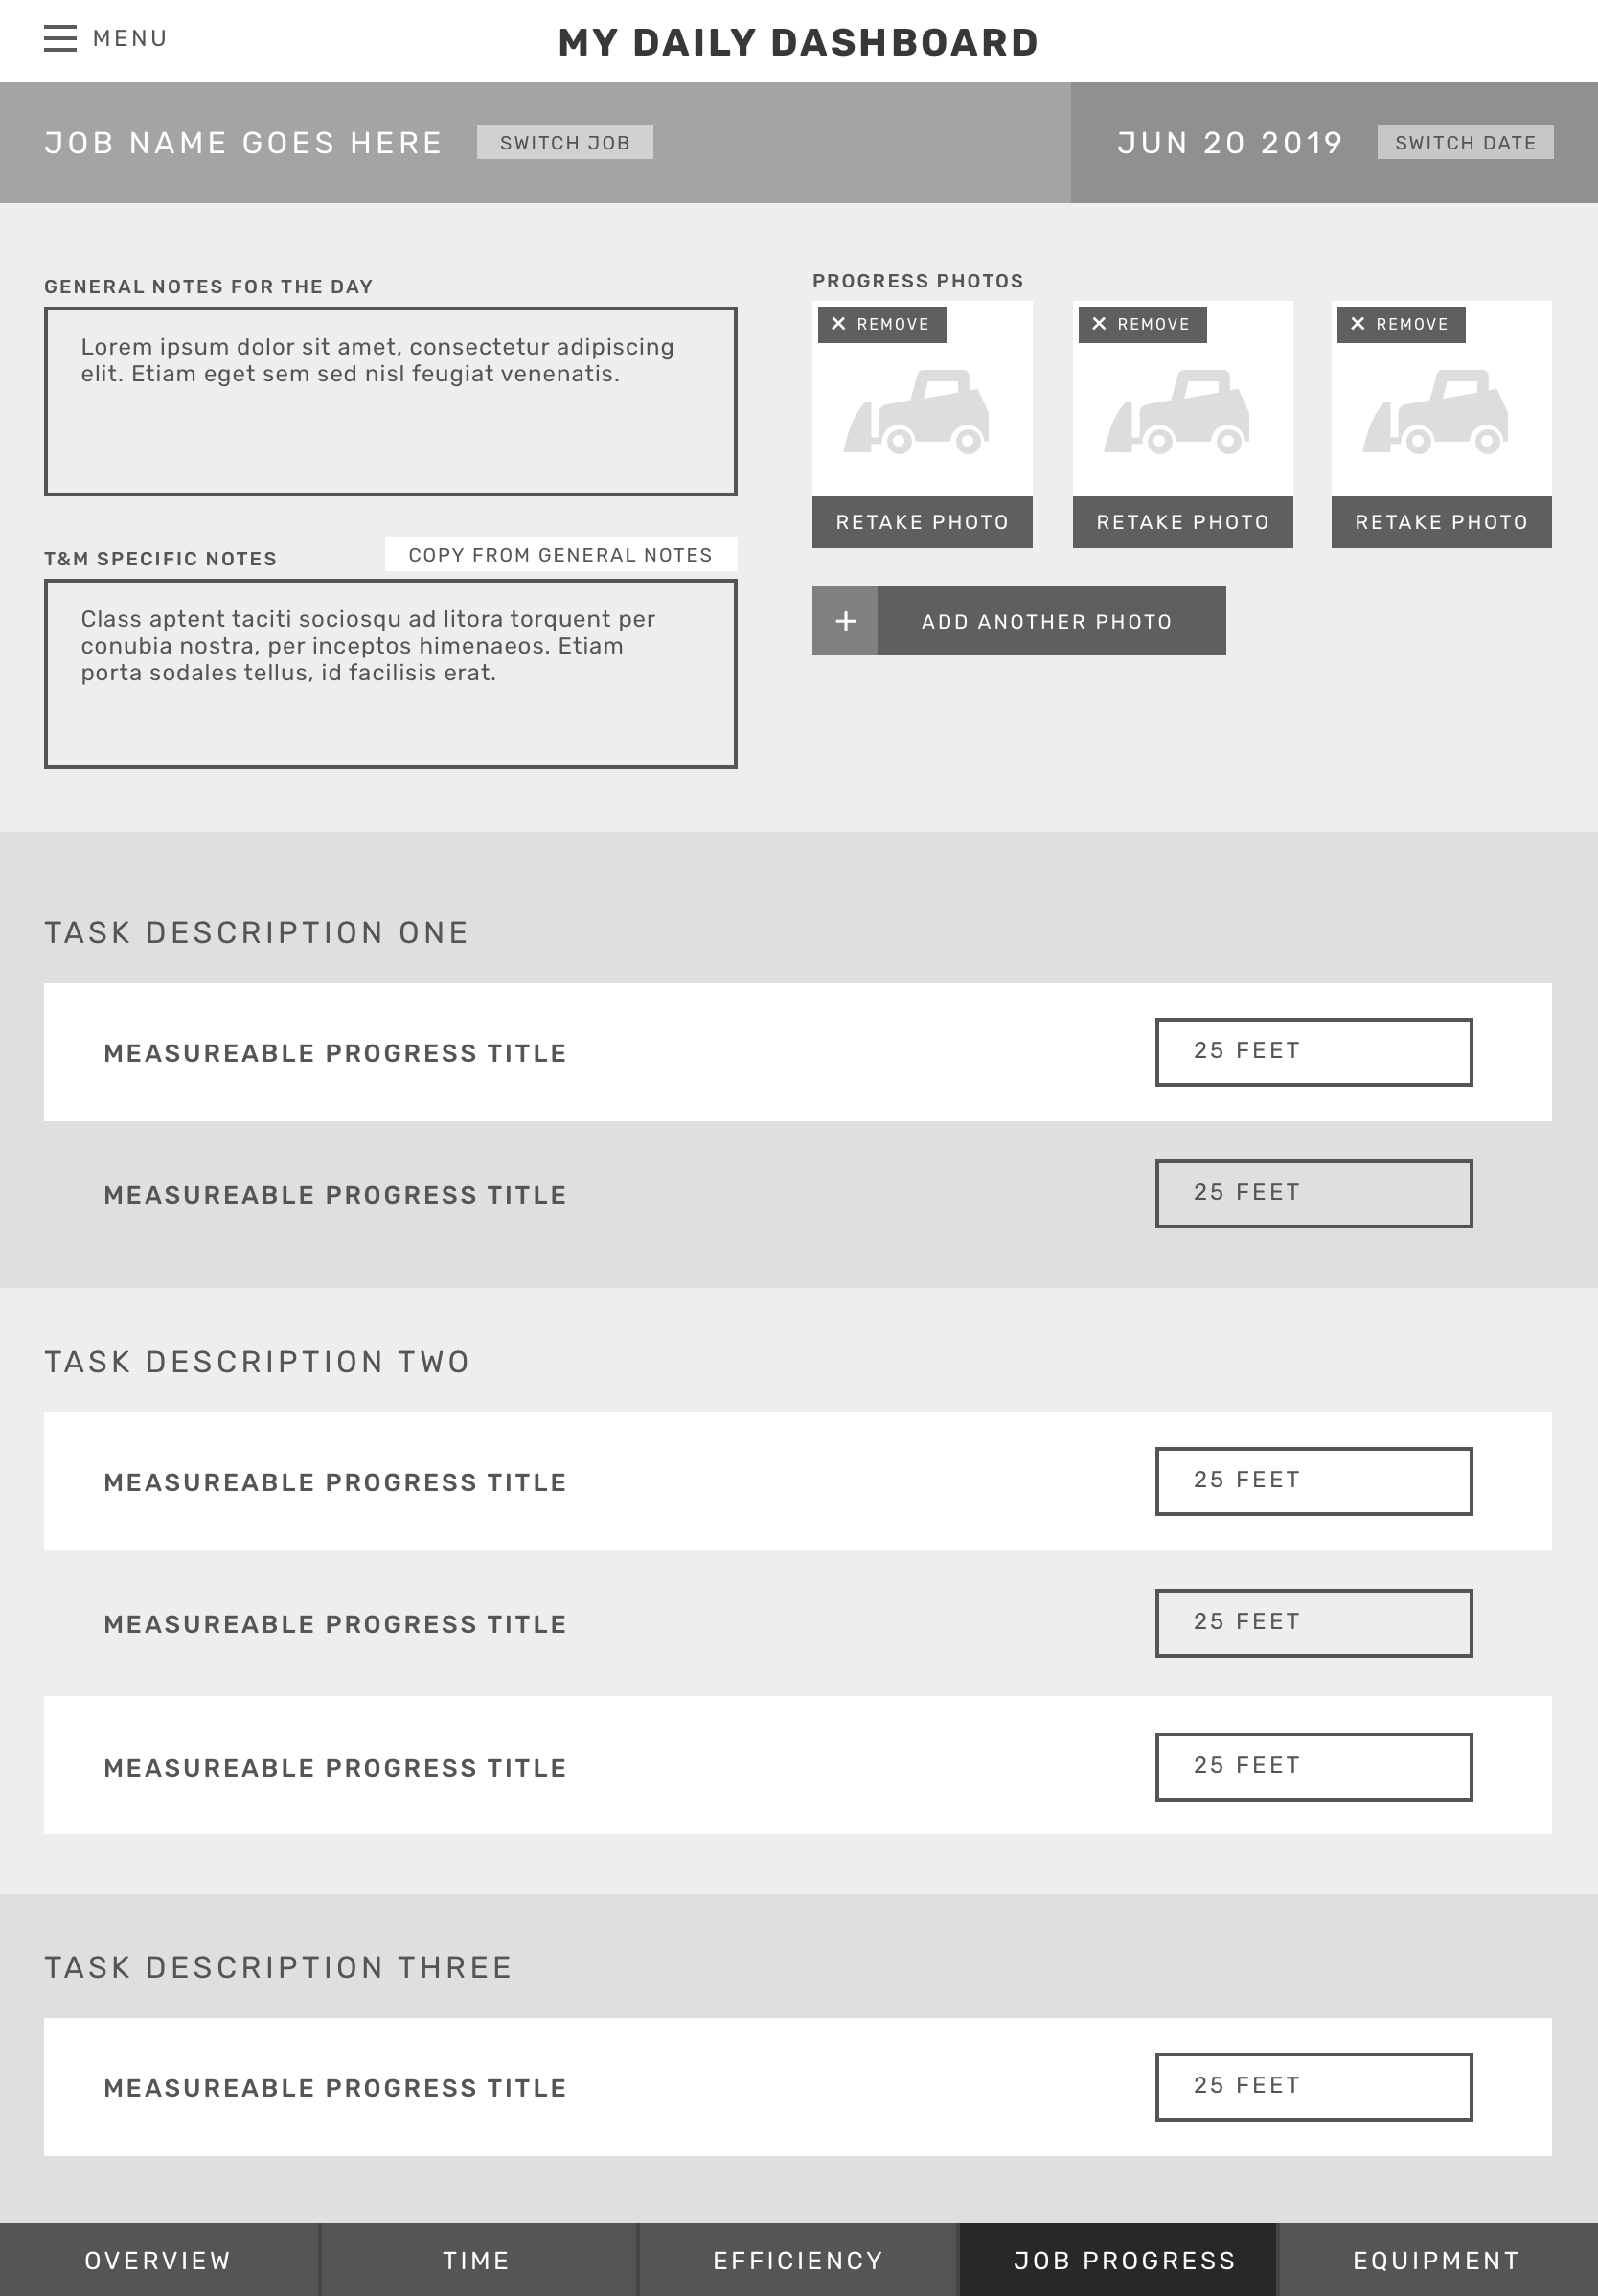 MENU
MY DAILY DASHBOARD
JOB NAME GOES HERE
SWITCH JOB
JUN 20 2019
SWITCH DATE
GENERAL NOTES FOR THE DAY
Lorem ipsum dolor sit amet, consectetur adipiscing
elit. Etiam eget sem sed nisl feugiat venenatis.
T&M SPECIFIC NOTES
COPY FROM GENERAL NOTES
Class aptent taciti sociosqu ad litora torquent per
conubia nostra, per inceptos himenaeos. Etiam
porta sodales tellus, id facilisis erat.
PROGRESS PHOTOS
REMOVE
REMOVE
REMOVE
RETAKE PHOTO
RETAKE PHOTO
RETAKE PHOTO
+ ADD ANOTHER PHOTO
TASK DESCRIPTION ONE
MEASUREABLE PROGRESS TITLE
25 FEET
MEASUREABLE PROGRESS TITLE
25 FEET
TASK DESCRIPTION TWO
MEASUREABLE PROGRESS TITLE
25 FEET
MEASUREABLE PROGRESS TITLE
25 FEET
MEASUREABLE PROGRESS TITLE
25 FEET
TASK DESCRIPTION THREE
MEASUREABLE PROGRESS TITLE
25 FEET
OVERVIEW
TIME
EFFICIENCY
JOB PROGRESS
EQUIPMENT